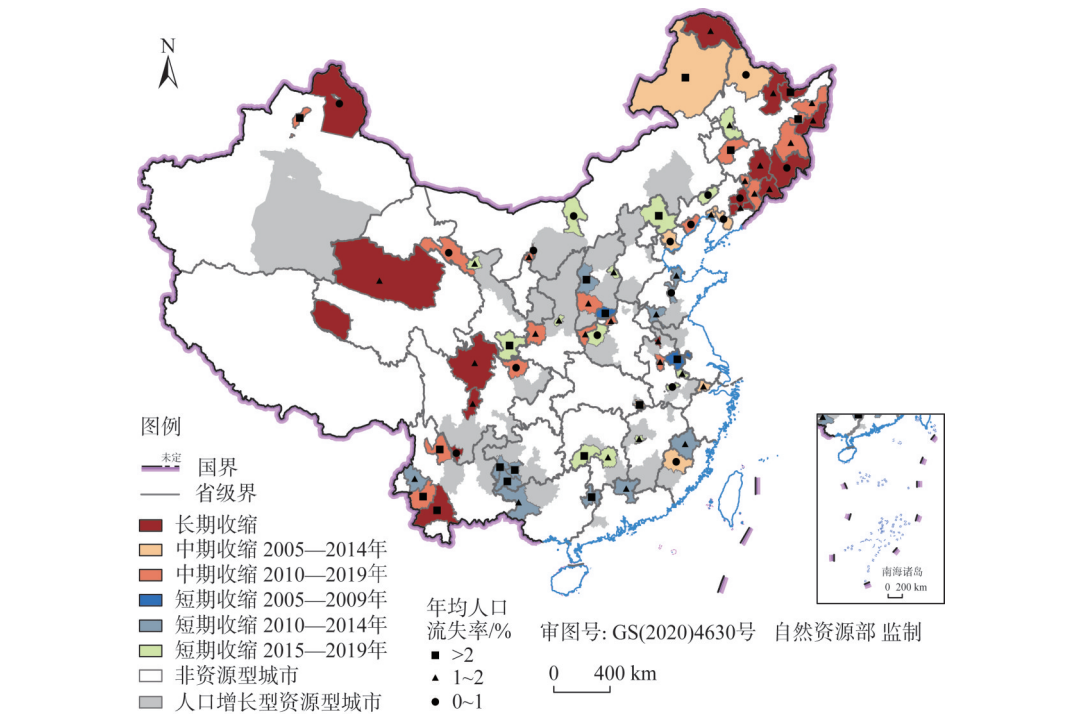 N
图例
未定
国界
省级界
长期收缩
中期收缩 2005—2014年
中期收缩 2010—2019年
短期收缩 2005—2009年
短期收缩 2010—2014年
短期收缩 2015—2019年
非资源型城市
人口增长型资源型城市
年均人口
流失率/%
>2
1~2
0~1
审图号: GS(2020)4630号 自然资源部 监制
0 400 km
南海诸岛
0 200 km